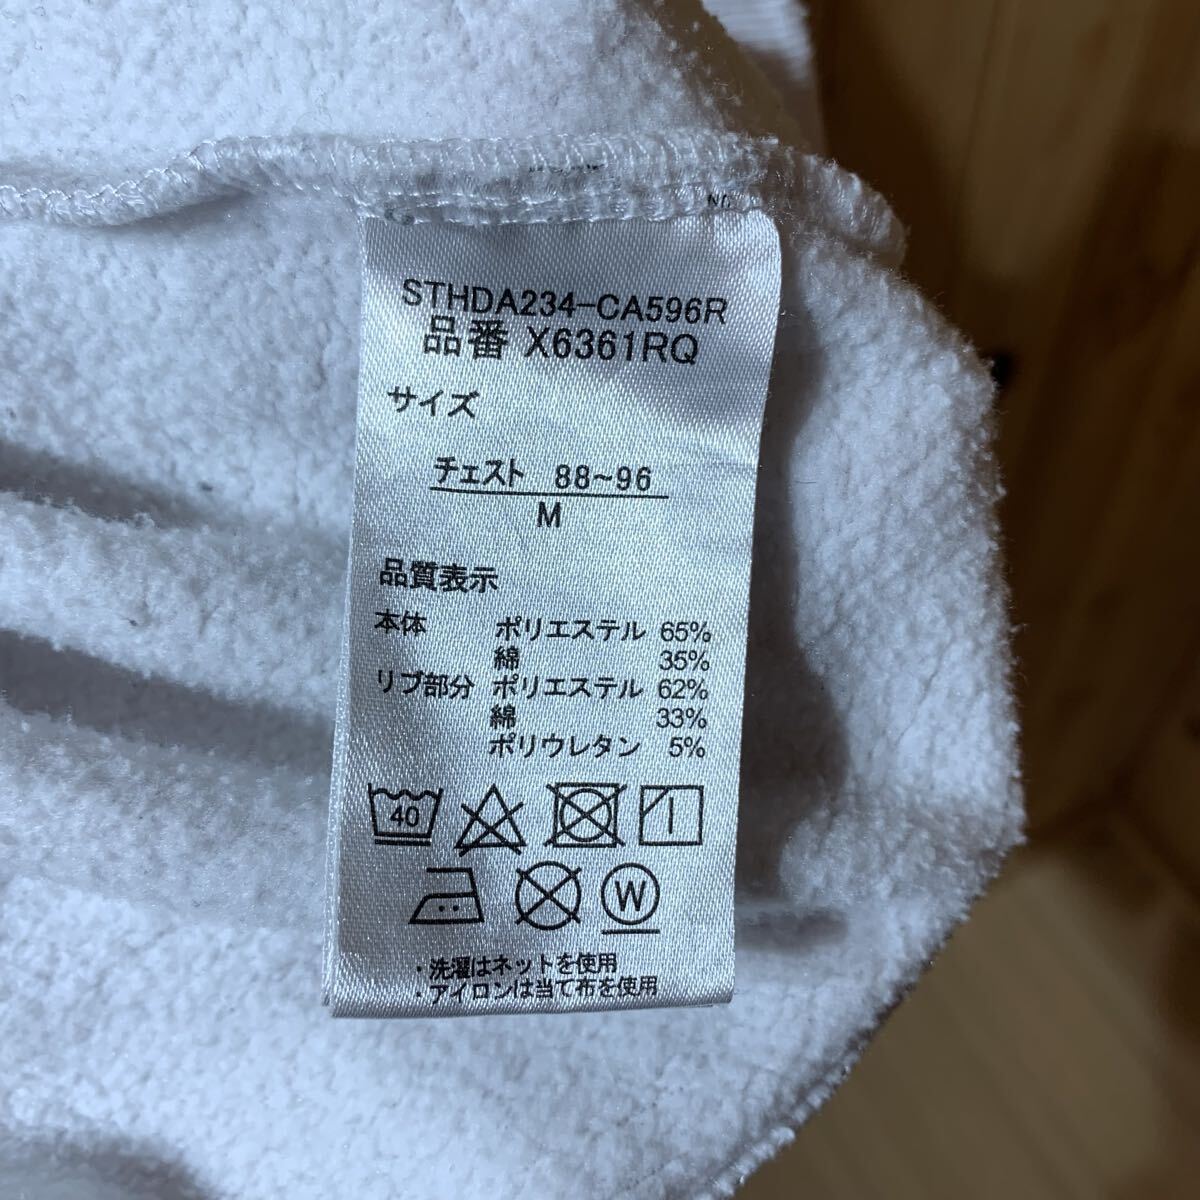 STHDA234-CA596R
品番 X6361RQ
サイズ
チェスト 88~96
M
品質表示
本体 ポリエステル 65%
綿 35%
リブ部分 ポリエステル 62%
綿 33%
ポリウレタン 5%
40
W
・洗濯はネットを使用
・アイロンは当て布を使用